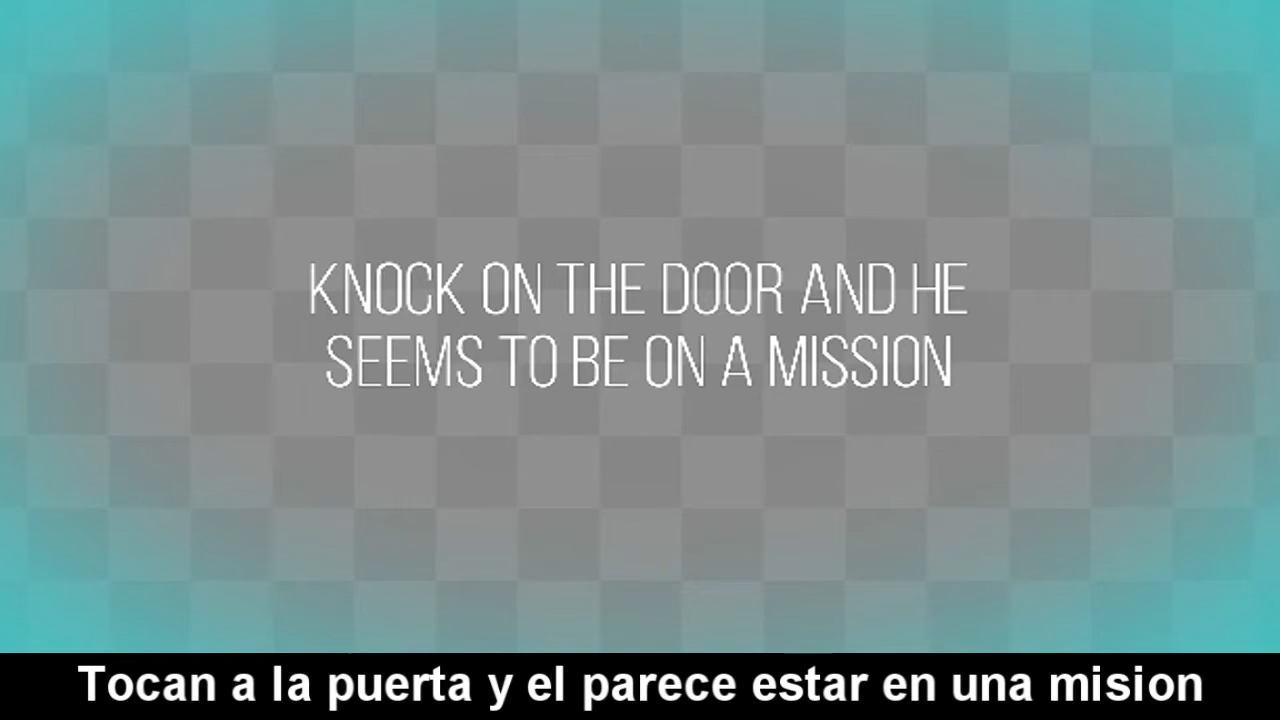 KNOCK ON THE DOOR AND HE
SEEMS TO BE ON A MISSION
Tocan a la puerta y el parece estar en una mision